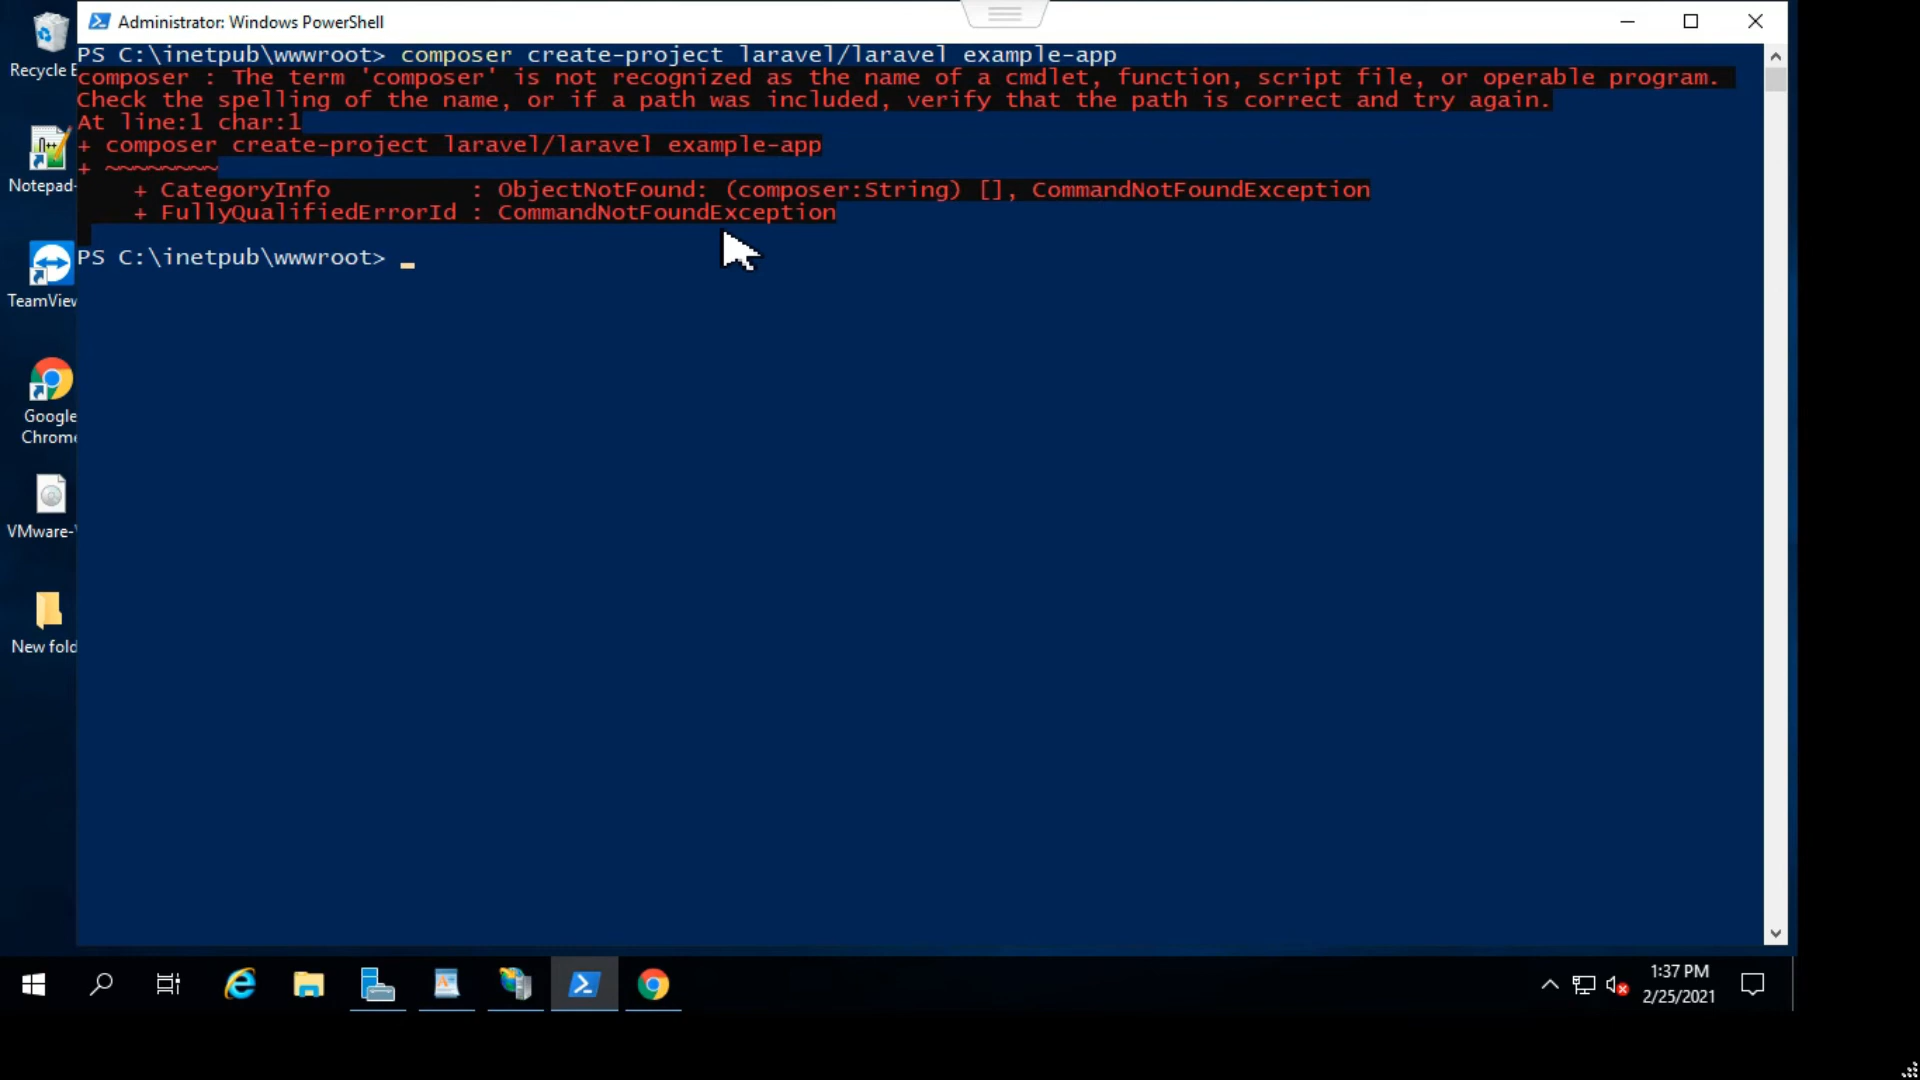 Administrator: Windows PowerShell
PS C:\inetpub\wwwroot> composer create-project laravel/laravel example-app
composer : The term 'composer' is not recognized as the name of a cmdlet, function, script file, or operable program.
Check the spelling of the name, or if a path was included, verify that the path is correct and try again.
At line:1 char:1
+ composer create-project laravel/laravel example-app
+ ~~~~~~~~
+ CategoryInfo : ObjectNotFound: (composer:String) [], CommandNotFoundException
+ FullyQualifiedErrorId : CommandNotFoundException
PS C:\inetpub\wwwroot> _
Recycle B
Notepad-
TeamView
Google
Chrome
VMware-
New fold
1:37 PM
2/25/2021